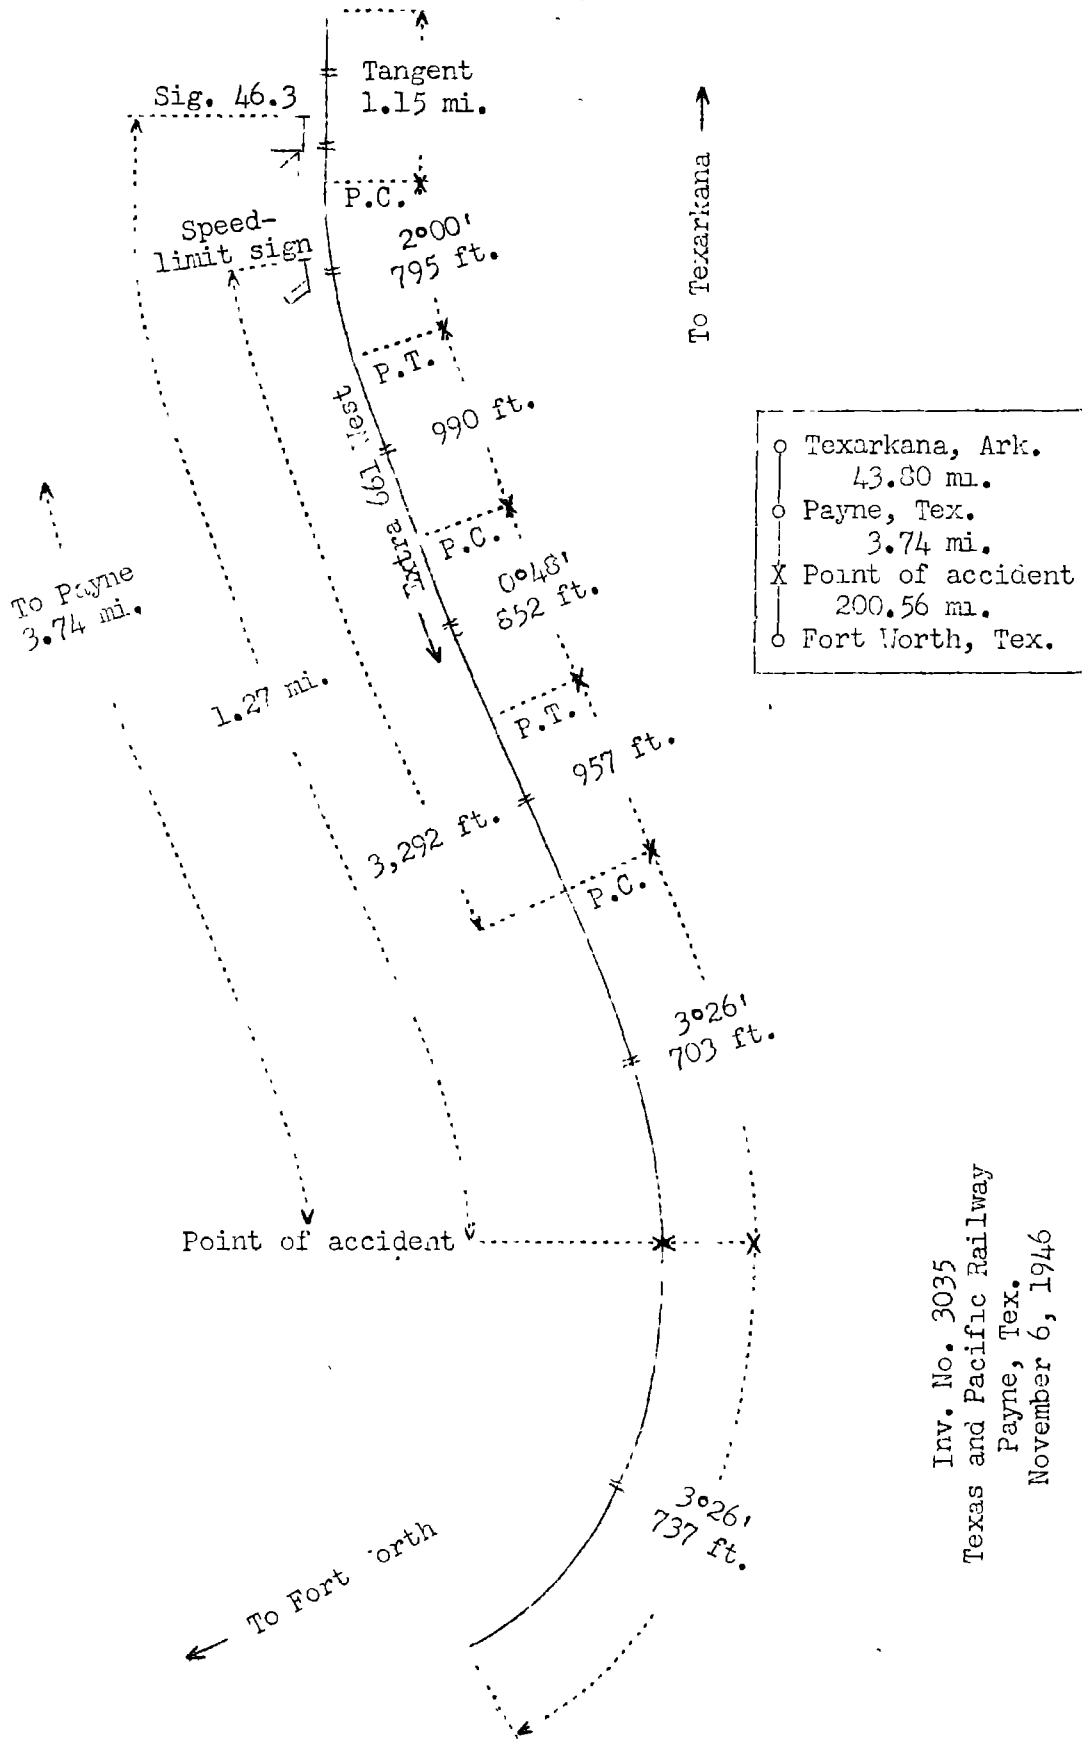 Tangent
1.15 mi.
Sig. 46.3
P.C.
Speed-
limit sign
2°00'
795 ft.
To Texarkana
P.T.
990 ft.
Extra 661 West
P.C.
0°48'
852 ft.
Texarkana, Ark.
43.80 mi.
Payne, Tex.
3.74 mi.
X Point of accident
200.56 mi.
Fort Worth, Tex.
To Payne
3.74 mi.
1.27 mi.
P.T.
957 ft.
3,292 ft.
P.C.
3°26'
703 ft.
Point of accident
3°26'
737 ft.
To Fort orth
Inv. No. 3035
Texas and Pacific Railway
Payne, Tex.
November 6, 1946